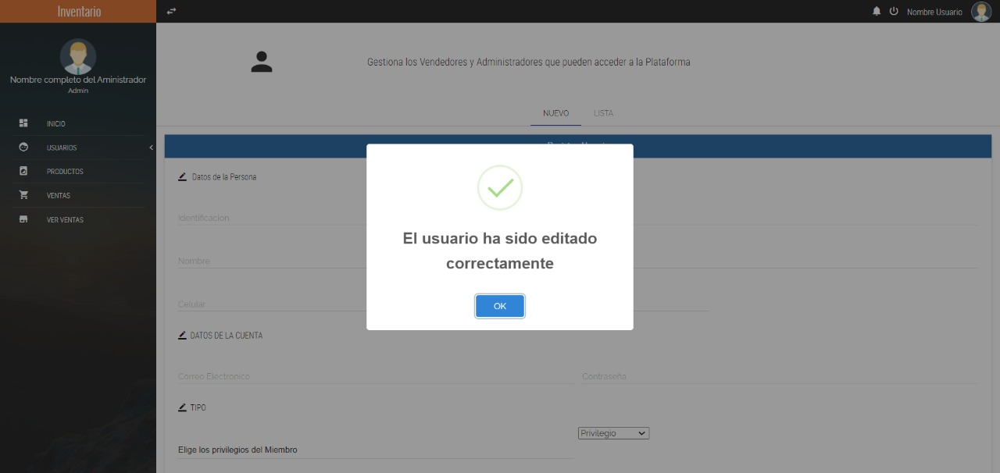 Inventario
Nombre Usuario
Nombre completo del Aministrador
Admin
INICIO
USUARIOS
PRODUCTOS
VENTAS
VER VENTAS
Gestiona los Vendedores y Administradores que pueden acceder a la Plataforma
NUEVO LISTA
Datos de la Persona
Identificacion
Nombre
Celular
El usuario ha sido editado
correctamente
OK
DATOS DE LA CUENTA
Correo Electronico Contraseña
TIPO
Privilegio
Elige los privilegios del Miembro